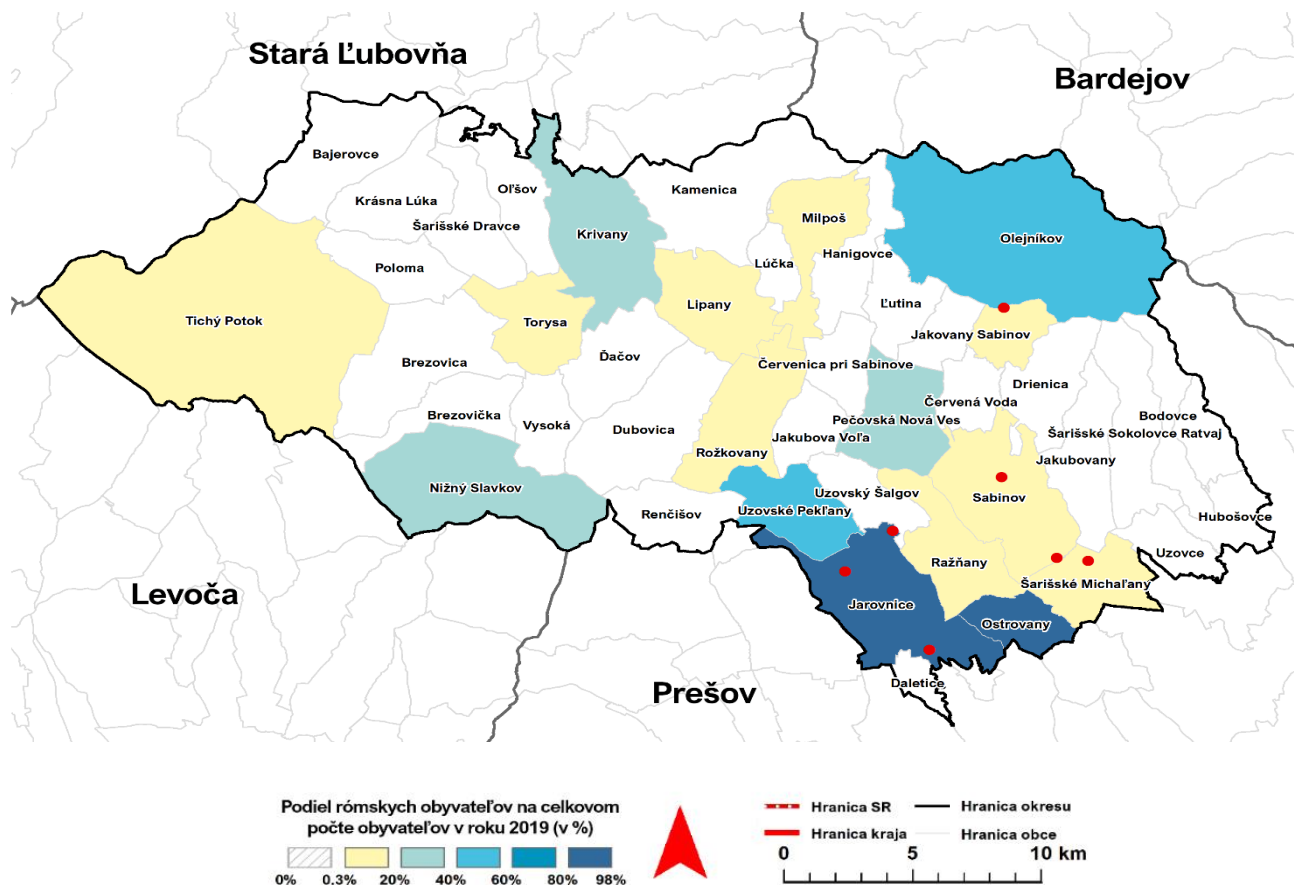 Stará Ľubovňa
Bardejov
Bajerovce
Oľšov
Kamenica
Krásna Lúka
Šarišské Dravce
Milpoš
Krivany
Olejníkov
Hanigovce
Poloma
Lúčka
Ľutina
Lipany
Tichý Potok
Torysa
Jakovany Sabinov
Ďačov
Brezovica
Červenica pri Sabinove
Drienica
Červená Voda
Brezovička
Bodovce
Pečovská Nová Ves
Vysoká
Dubovica
Šarišské Sokolovce Ratvaj
Jakubova Voľa
Rožkovany
Jakubovany
Nižný Slavkov
Uzovský Šalgov
Sabinov
Uzovské Pekľany
Renčišov
Hubošovce
Uzovce
Ražňany
Šarišské Michaľany
Levoča
Jarovnice
Ostrovany
Daletice
Prešov
Podiel rómskych obyvateľov na celkovom
počte obyvateľov v roku 2019 (v %)
0% 0.3% 20% 40% 60% 80% 98%
Hranica SR
Hranica okresu
Hranica kraja
Hranica obce
0 5 10 km